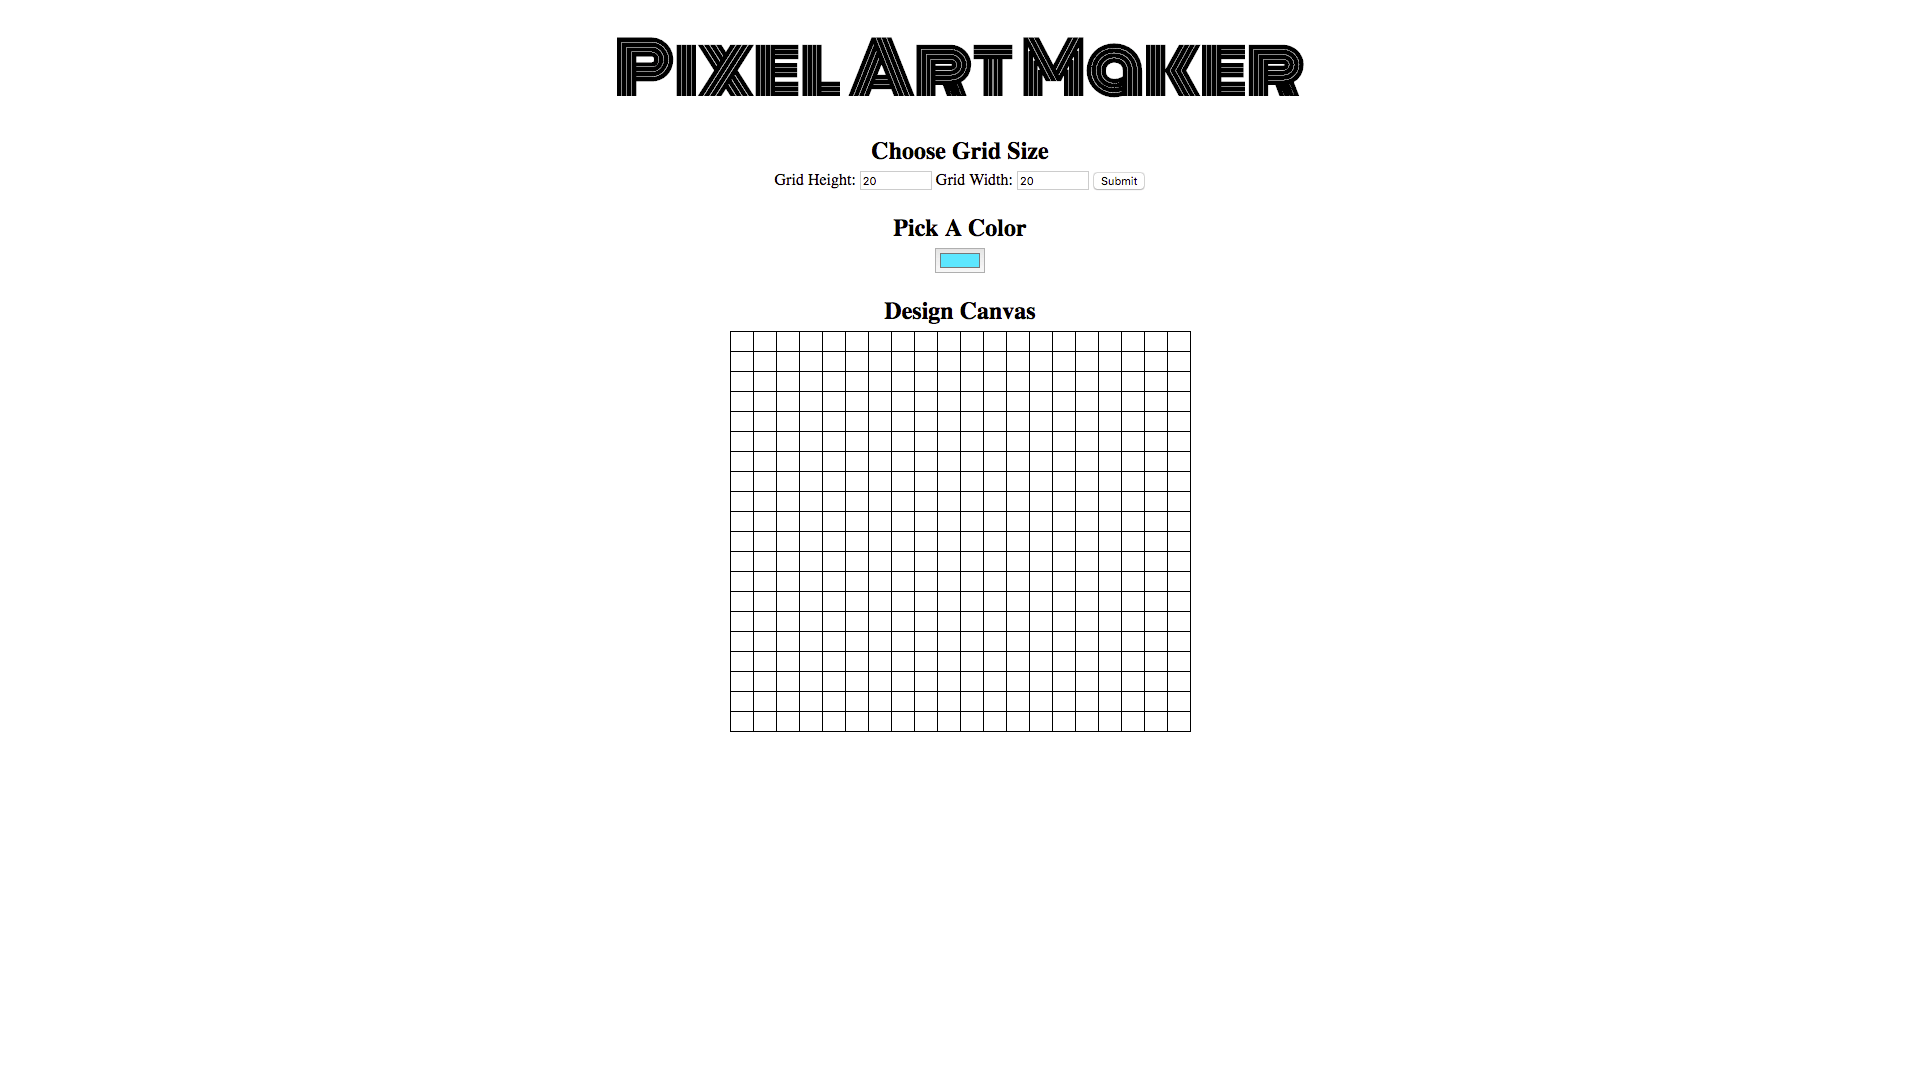 Pixel Art Maker
Choose Grid Size
Grid Height: 20 Grid Width: 20 Submit
Pick A Color
Design Canvas